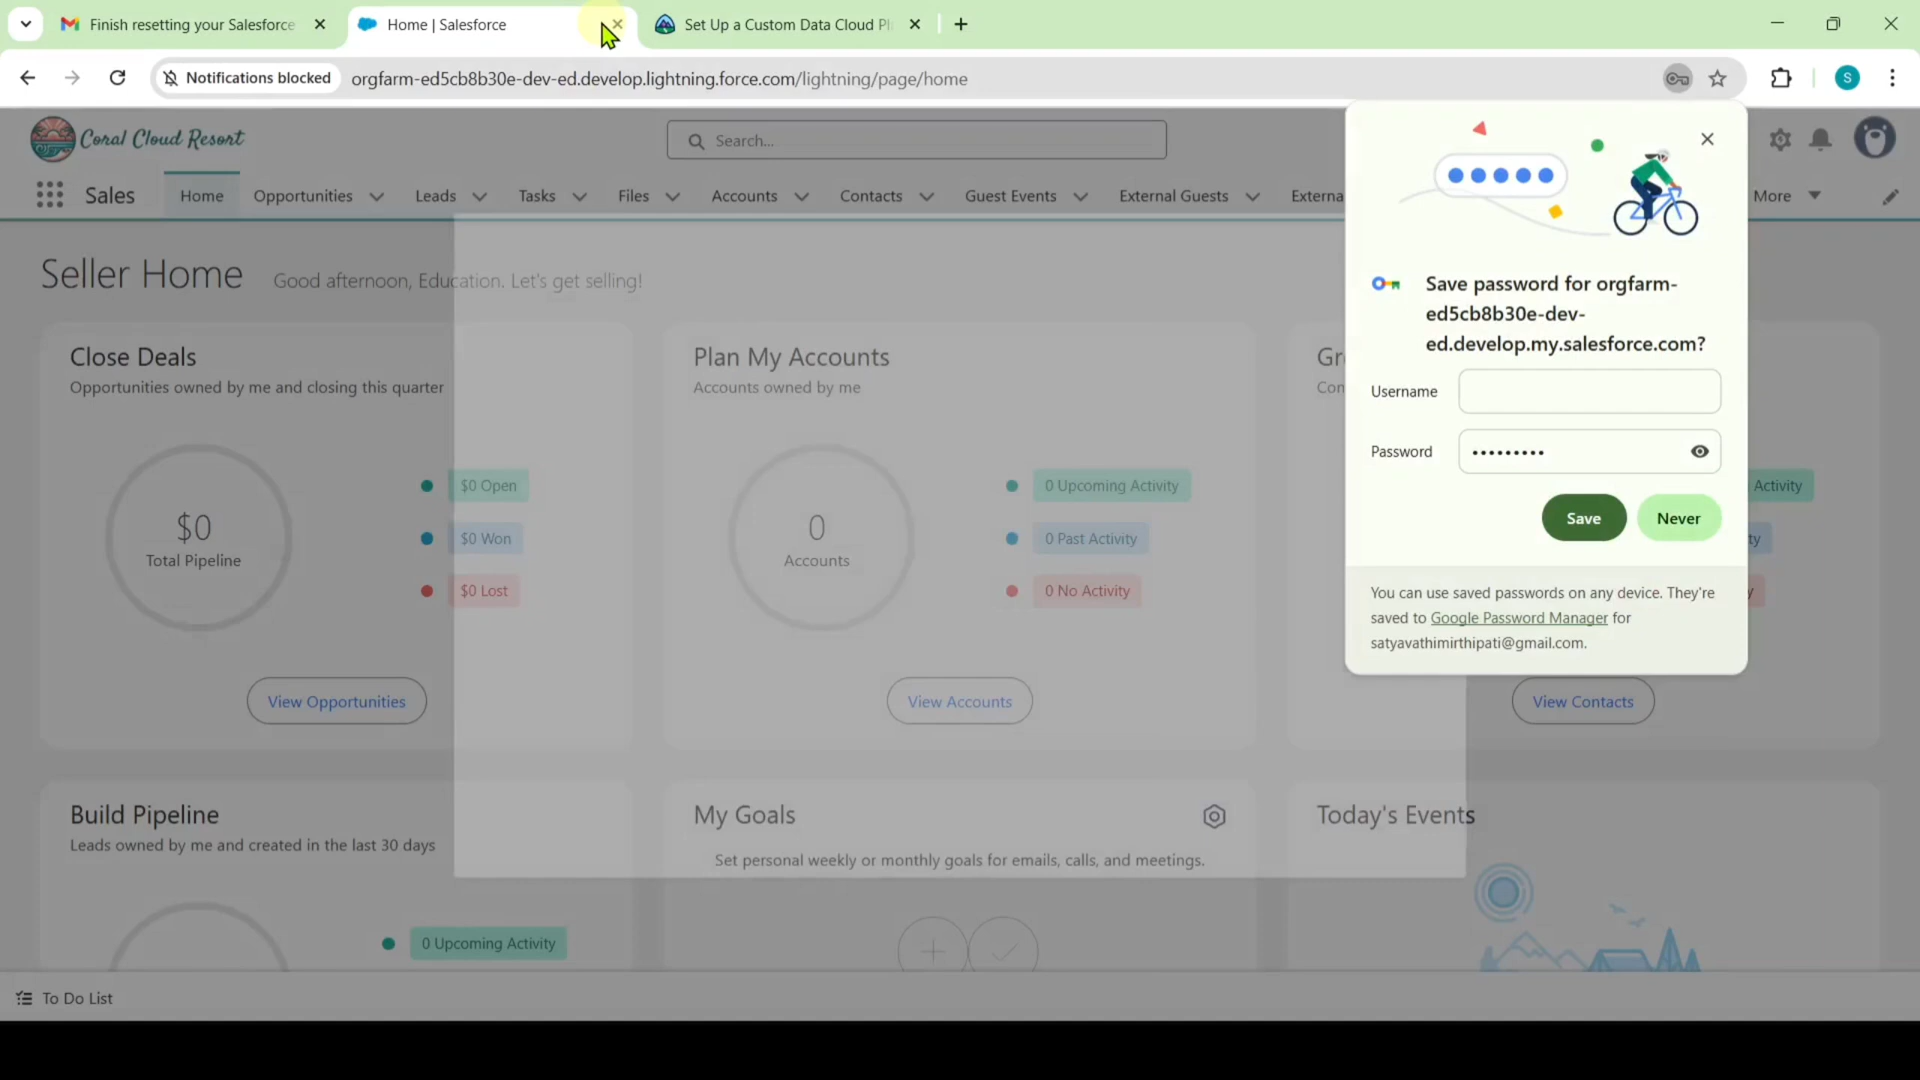 Finish resetting your Salesforce
Home | Salesforce
Set Up a Custom Data Cloud Pl
Notifications blocked
orgfarm-ed5cb8b30e-dev-ed.develop.lightning.force.com/lightning/page/home
S
Coral Cloud Resort
Search...
Sales
Home
Opportunities
Leads
Tasks
Files
Accounts
Contacts
Guest Events
External Guests
Externa
More
Seller Home
Good afternoon, Education. Let's get selling!
Close Deals
Opportunities owned by me and closing this quarter
$0
Total Pipeline
$0 Open
$0 Won
$0 Lost
View Opportunities
Plan My Accounts
Accounts owned by me
0
Accounts
0 Upcoming Activity
0 Past Activity
0 No Activity
View Accounts
Gr
Con
Activity
ty
y
View Contacts
Save password for orgfarm-
ed5cb8b30e-dev-
ed.develop.my.salesforce.com?
Username
Password
•••••••••
Save
Never
You can use saved passwords on any device. They're
saved to Google Password Manager for
satyavathimirthipati@gmail.com.
Build Pipeline
Leads owned by me and created in the last 30 days
0 Upcoming Activity
My Goals
Set personal weekly or monthly goals for emails, calls, and meetings.
Today's Events
To Do List